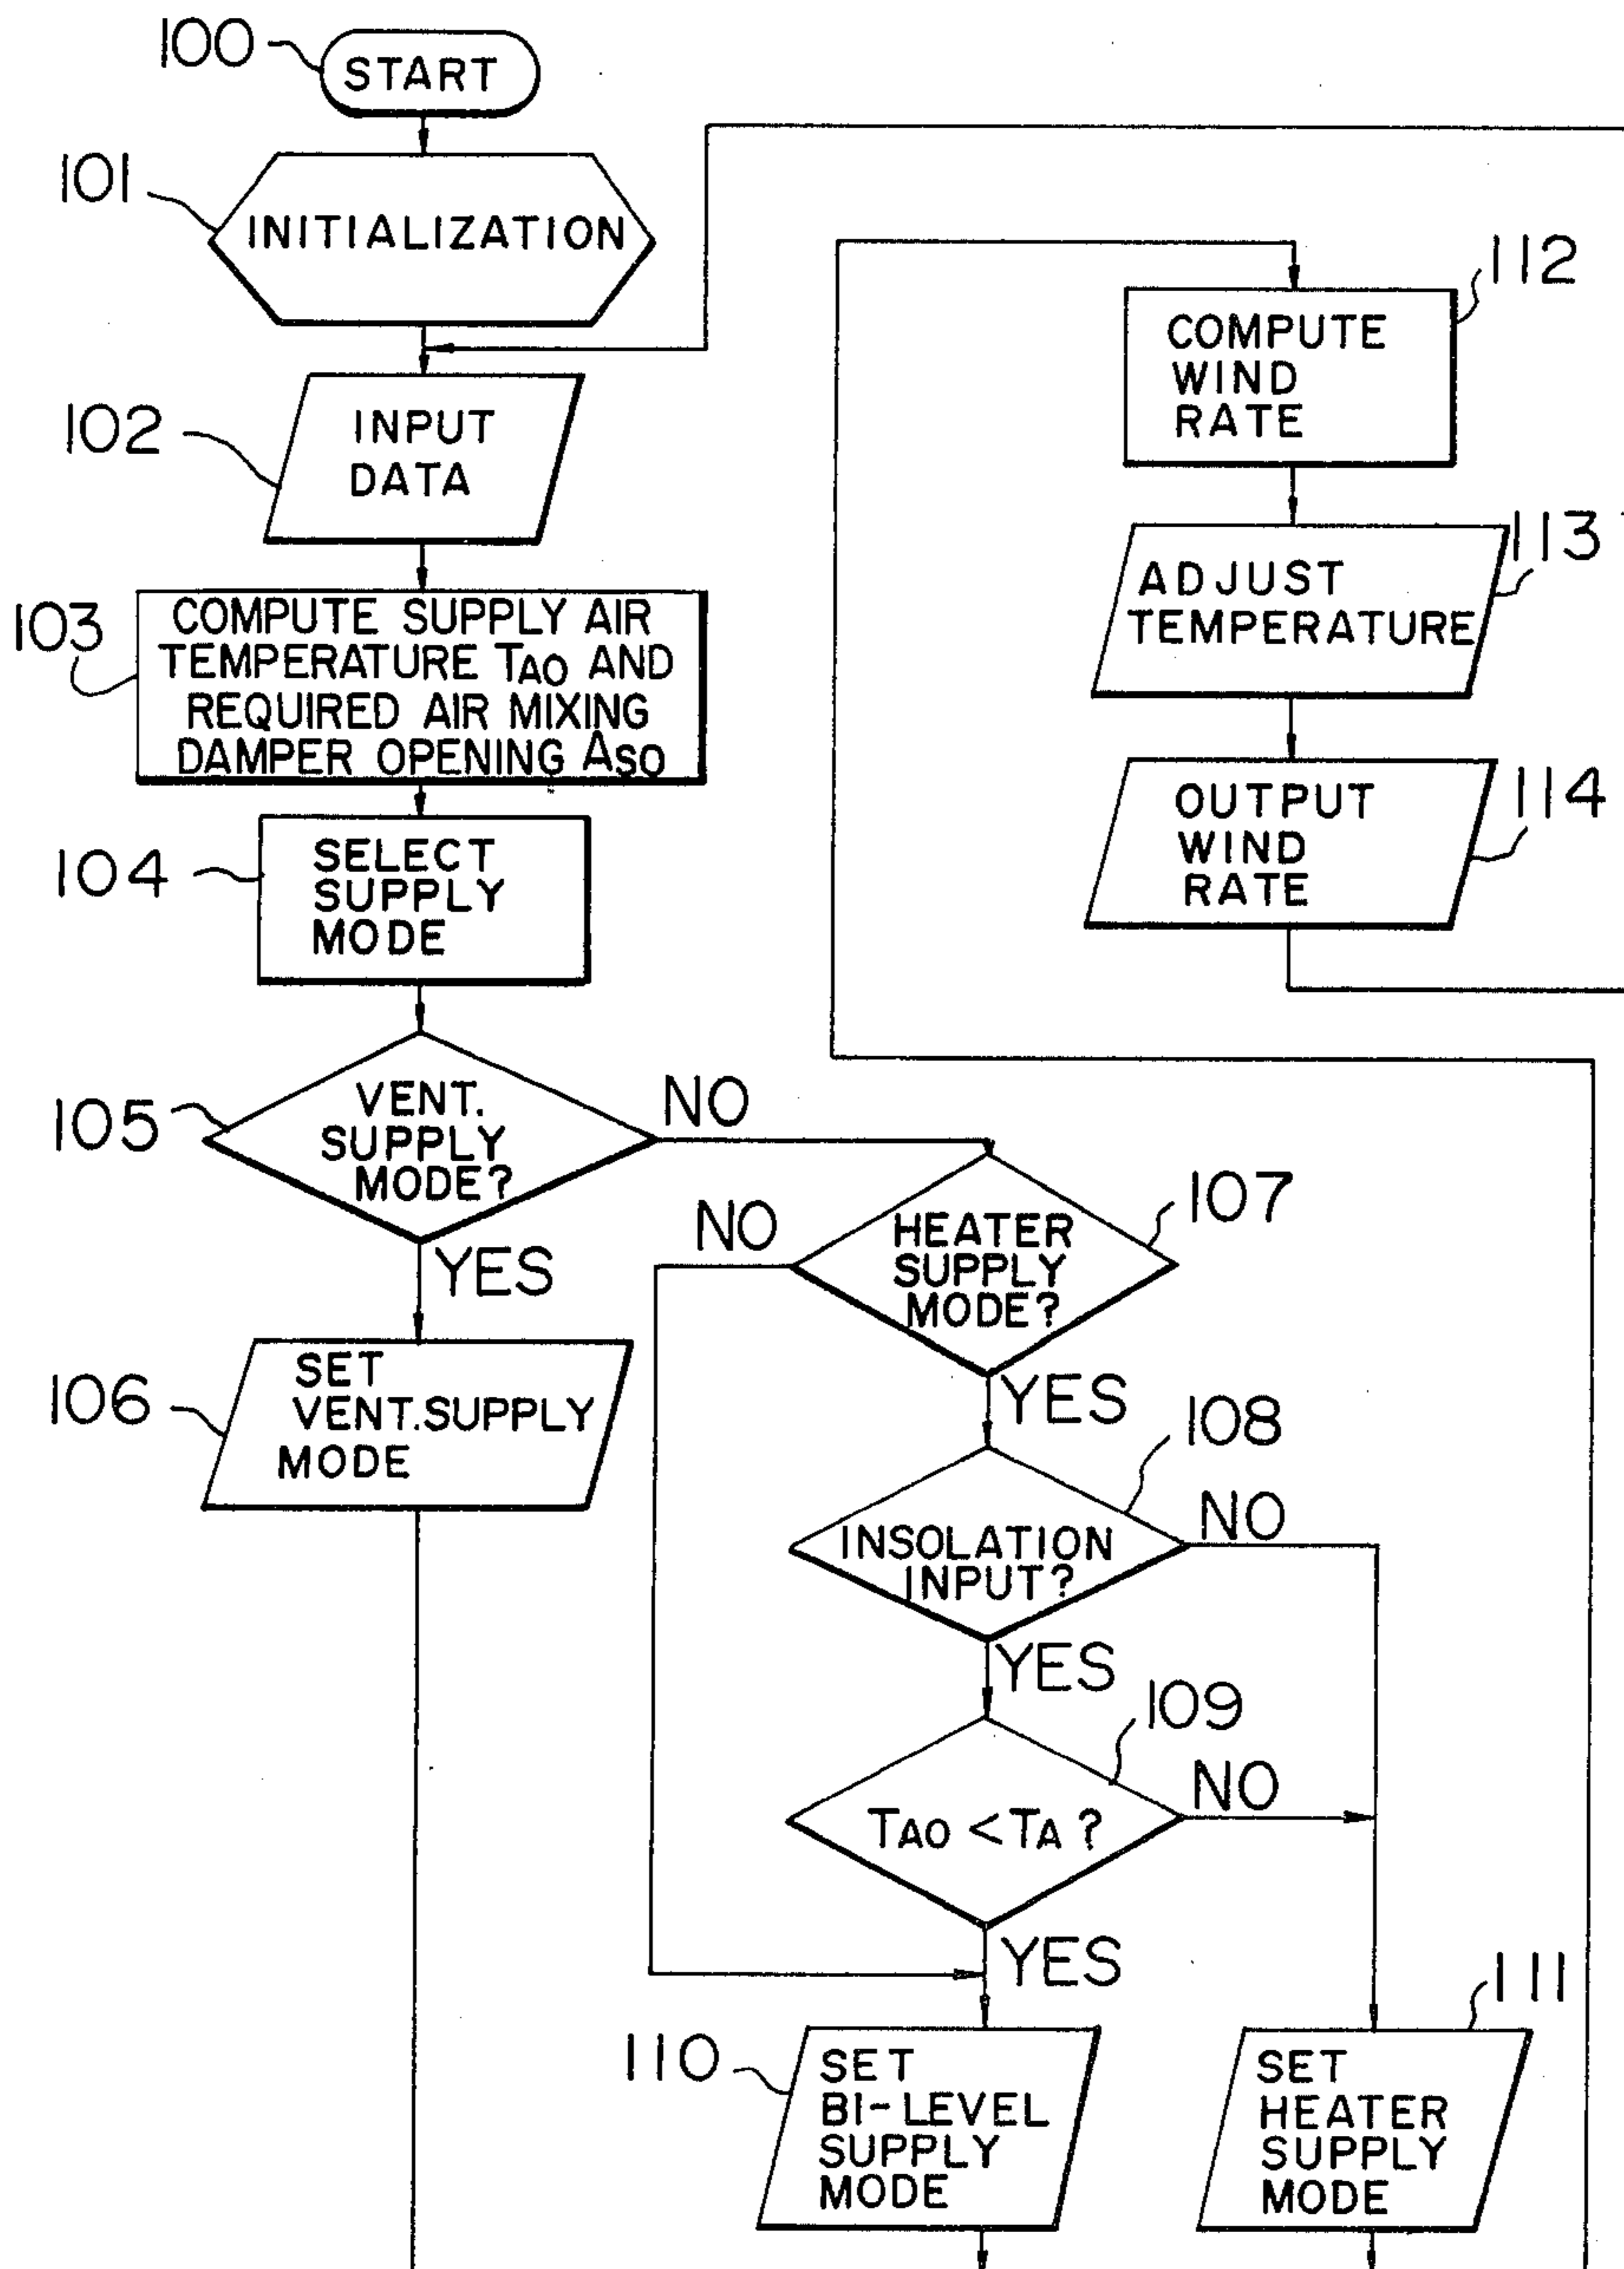 100
START
101
INITIALIZATION
102
INPUT
DATA
103
COMPUTE SUPPLY AIR
TEMPERATURE TAO AND
REQUIRED AIR MIXING
DAMPER OPENING ASO
104
SELECT
SUPPLY
MODE
105
VENT.
SUPPLY
MODE?
NO
YES
106
SET
VENT.SUPPLY
MODE
107
HEATER
SUPPLY
MODE?
NO
YES
108
INSOLATION
INPUT?
NO
YES
109
TAO < TA ?
NO
YES
110
SET
BI-LEVEL
SUPPLY
MODE
111
SET
HEATER
SUPPLY
MODE
112
COMPUTE
WIND
RATE
113
ADJUST
TEMPERATURE
114
OUTPUT
WIND
RATE